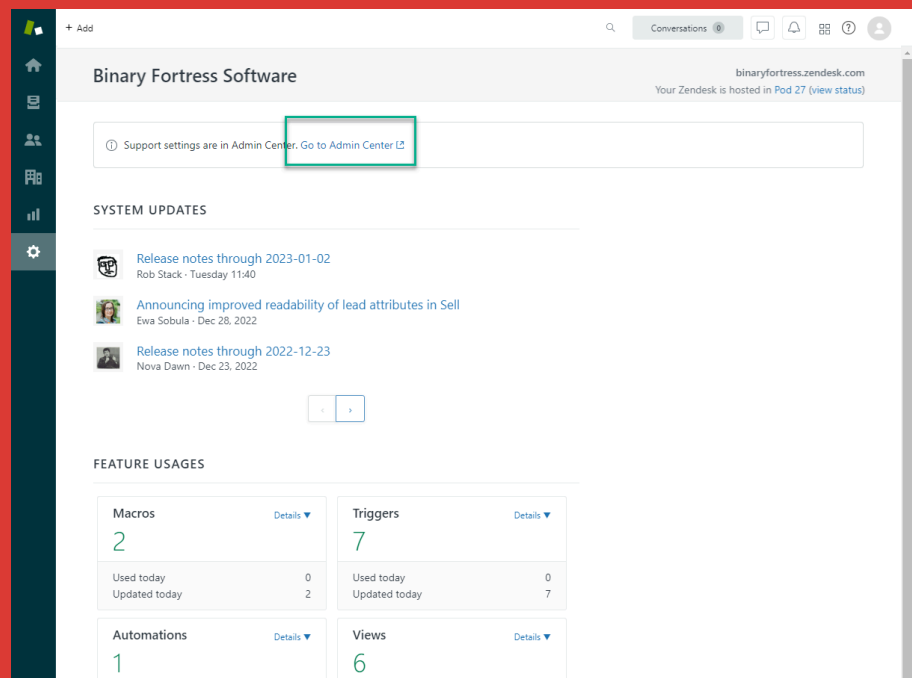 + Add
Conversations 0
Binary Fortress Software
binaryfortress.zendesk.com
Your Zendesk is hosted in Pod 27 (view status)
Support settings are in Admin Center. Go to Admin Center
SYSTEM UPDATES
Release notes through 2023-01-02
Rob Stack · Tuesday 11:40
Announcing improved readability of lead attributes in Sell
Ewa Sobula · Dec 28, 2022
Release notes through 2022-12-23
Nova Dawn · Dec 23, 2022
‹ ›
FEATURE USAGES
Macros Details ▼
2
Used today 0
Updated today 2
Triggers Details ▼
7
Used today 0
Updated today 7
Automations Details ▼
1
Views Details ▼
6